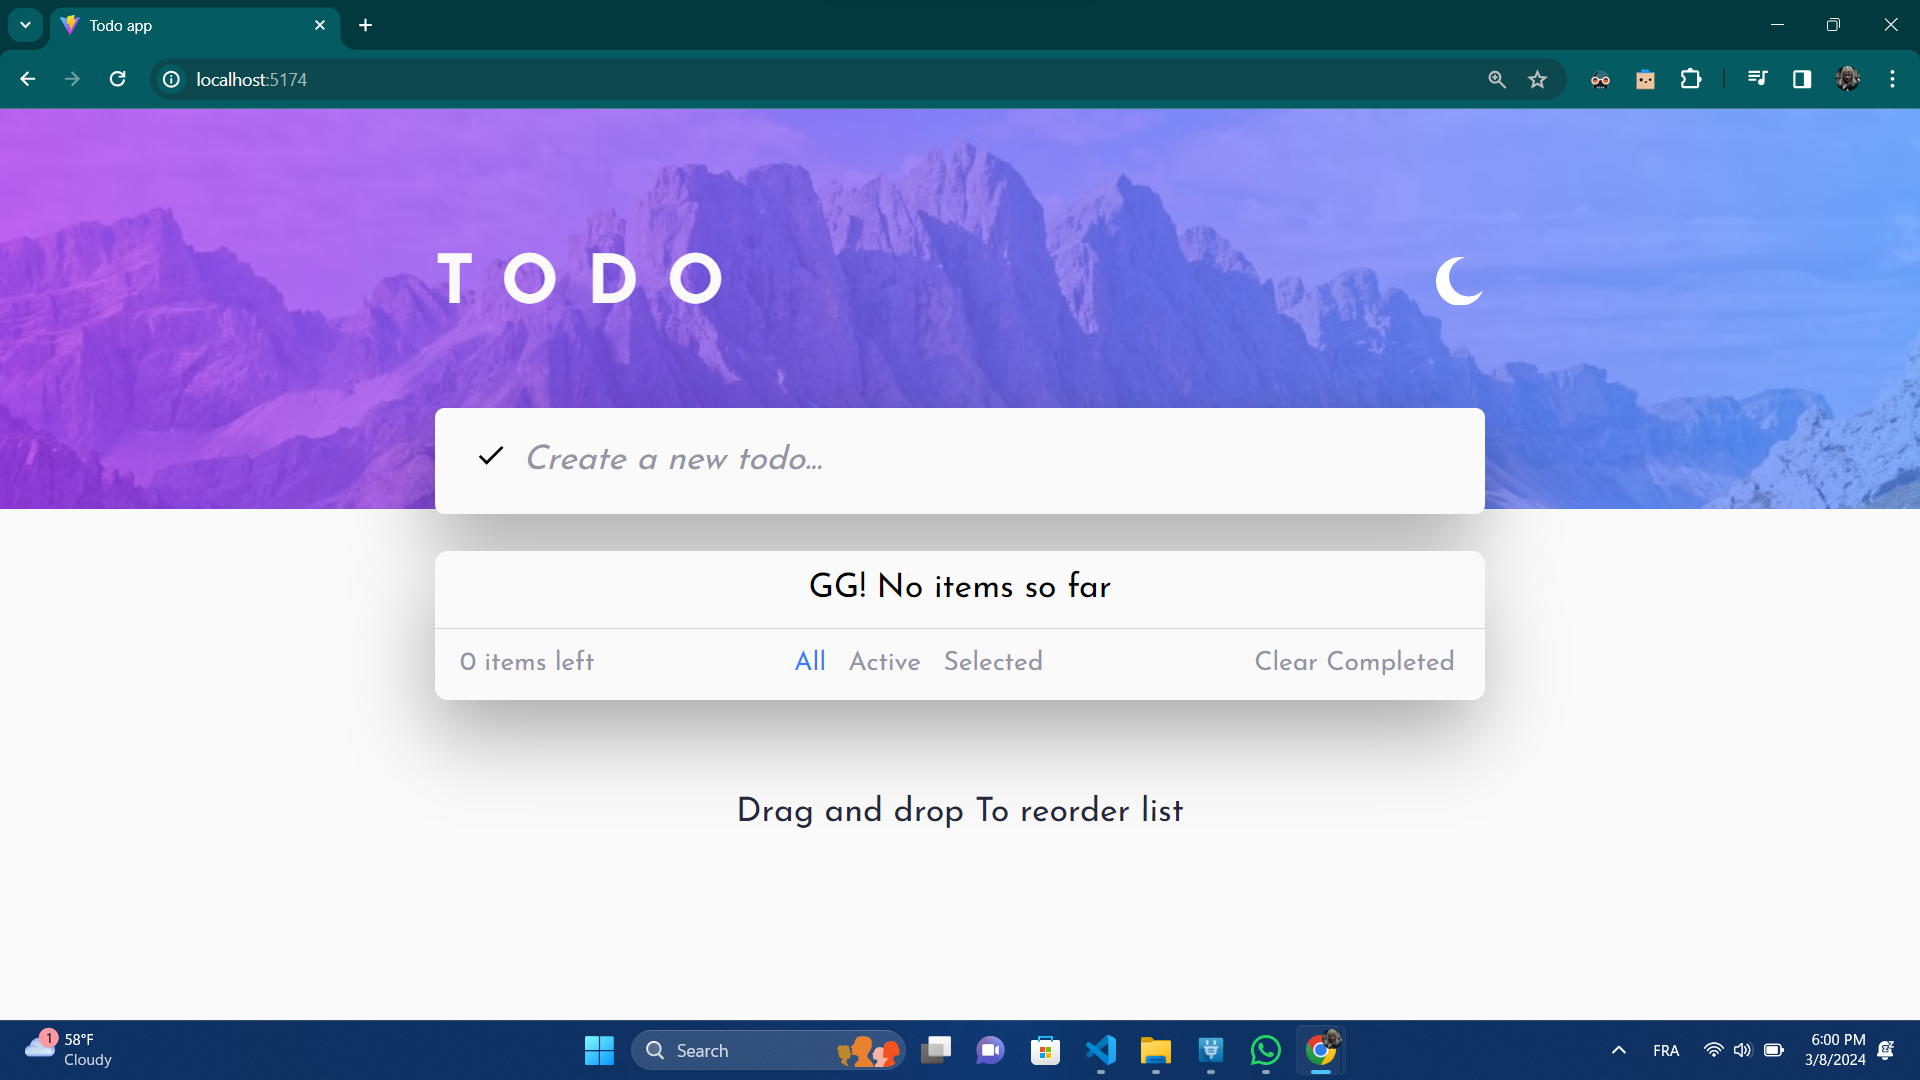 Todo app
localhost:5174
TODO
Create a new todo...
GG! No items so far
0 items left All Active Selected Clear Completed
Drag and drop To reorder list
1 58°F
Cloudy
Search
FRA
6:00 PM
3/8/2024